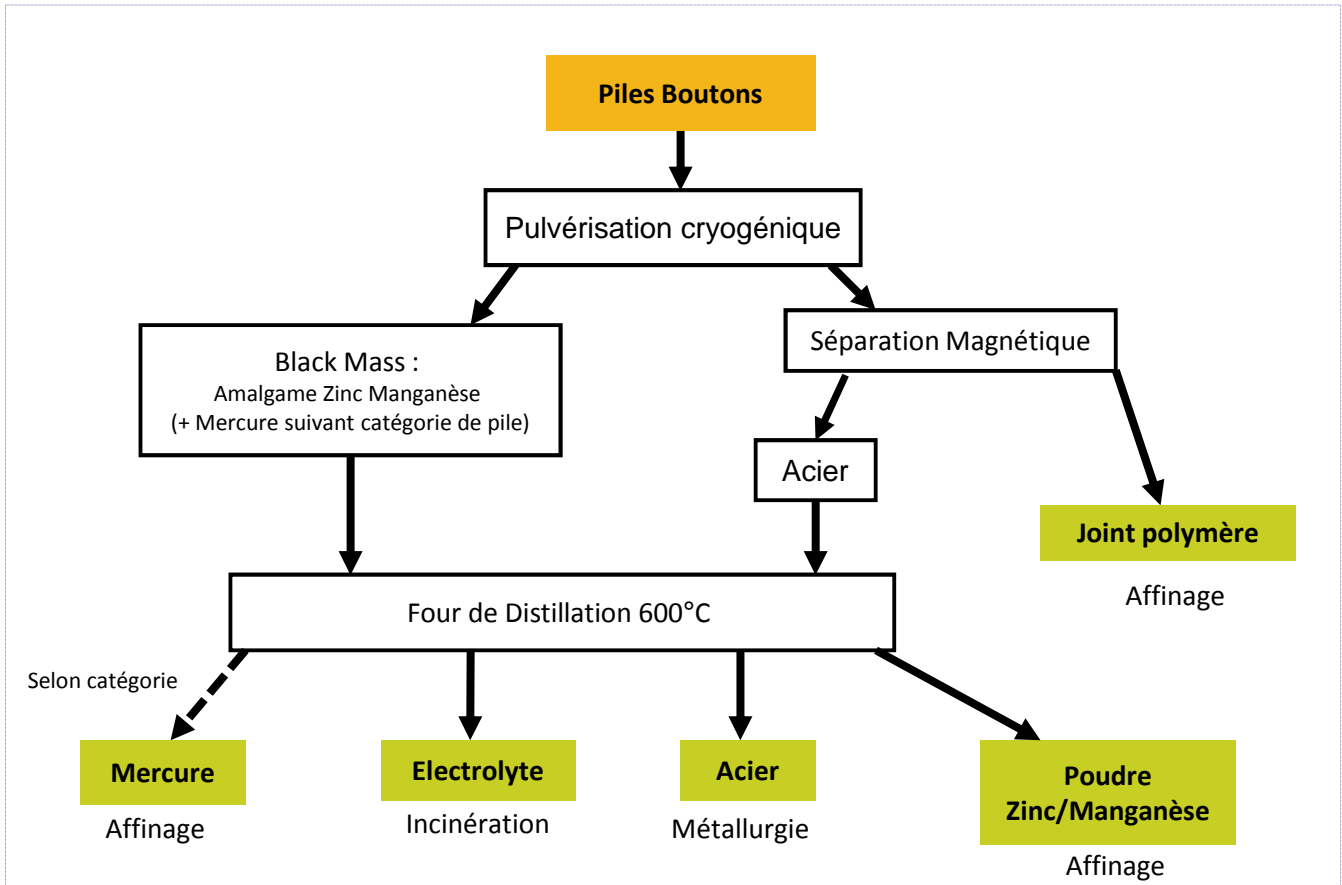 Piles Boutons
Pulvérisation cryogénique
Black Mass :
Amalgame Zinc Manganèse
(+ Mercure suivant catégorie de pile)
Séparation Magnétique
Acier
Joint polymère
Affinage
Four de Distillation 600°C
Selon catégorie
Mercure
Affinage
Electrolyte
Incinération
Acier
Métallurgie
Poudre
Zinc/Manganèse
Affinage